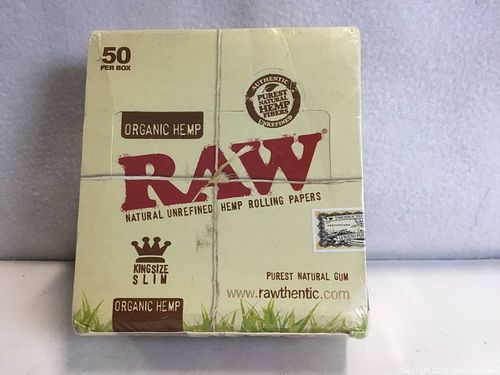 50
PER BOX
AUTHENTIC
PUREST
NATURAL
HEMP
FIBERS
UNREFINED
ORGANIC HEMP
RAW®
NATURAL UNREFINED HEMP ROLLING PAPERS
KINGSIZE
SLIM
PUREST NATURAL GUM
www.rawthentic.com
ORGANIC HEMP